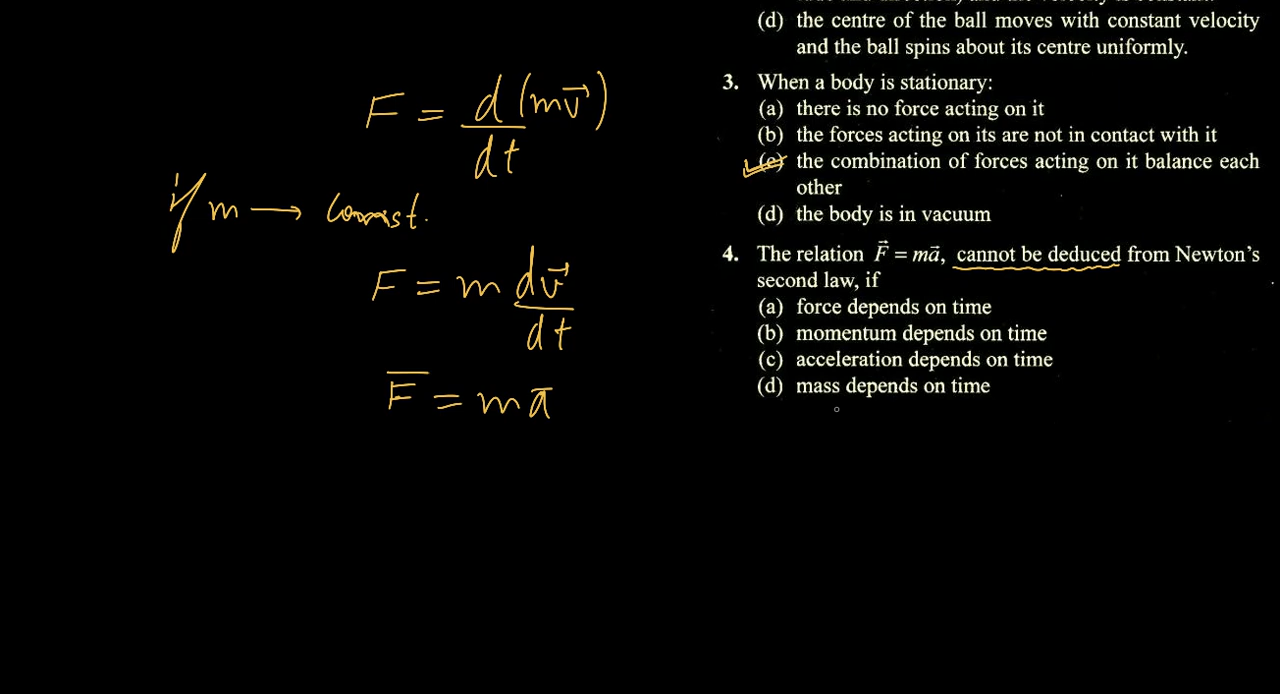 (d) the centre of the ball moves with constant velocity
and the ball spins about its centre uniformly.
3. When a body is stationary:
(a) there is no force acting on it
(b) the forces acting on its are not in contact with it
(c) the combination of forces acting on it balance each
other
(d) the body is in vacuum
4. The relation F⃗ = ma⃗, cannot be deduced from Newton's
second law, if
(a) force depends on time
(b) momentum depends on time
(c) acceleration depends on time
(d) mass depends on time
F = d(mv⃗)/dt
if m → const.
F = m dv⃗/dt
F̅ = ma̅